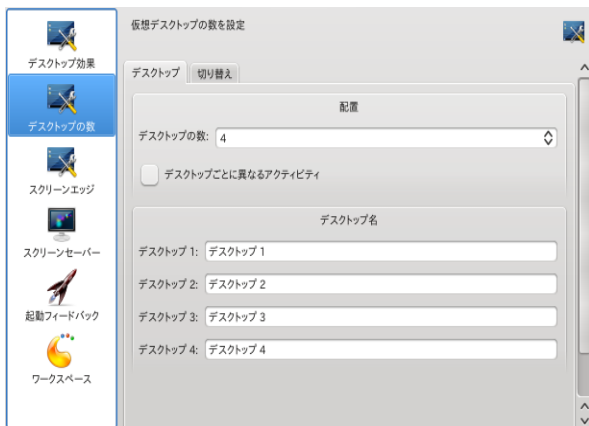 仮想デスクトップの数を設定
デスクトップ効果
デスクトップの数
スクリーンエッジ
スクリーンセーバー
起動フィードバック
ワークスペース
デスクトップ 切り替え
配置
デスクトップの数: 4
デスクトップごとに異なるアクティビティ
デスクトップ名
デスクトップ 1: デスクトップ 1
デスクトップ 2: デスクトップ 2
デスクトップ 3: デスクトップ 3
デスクトップ 4: デスクトップ 4